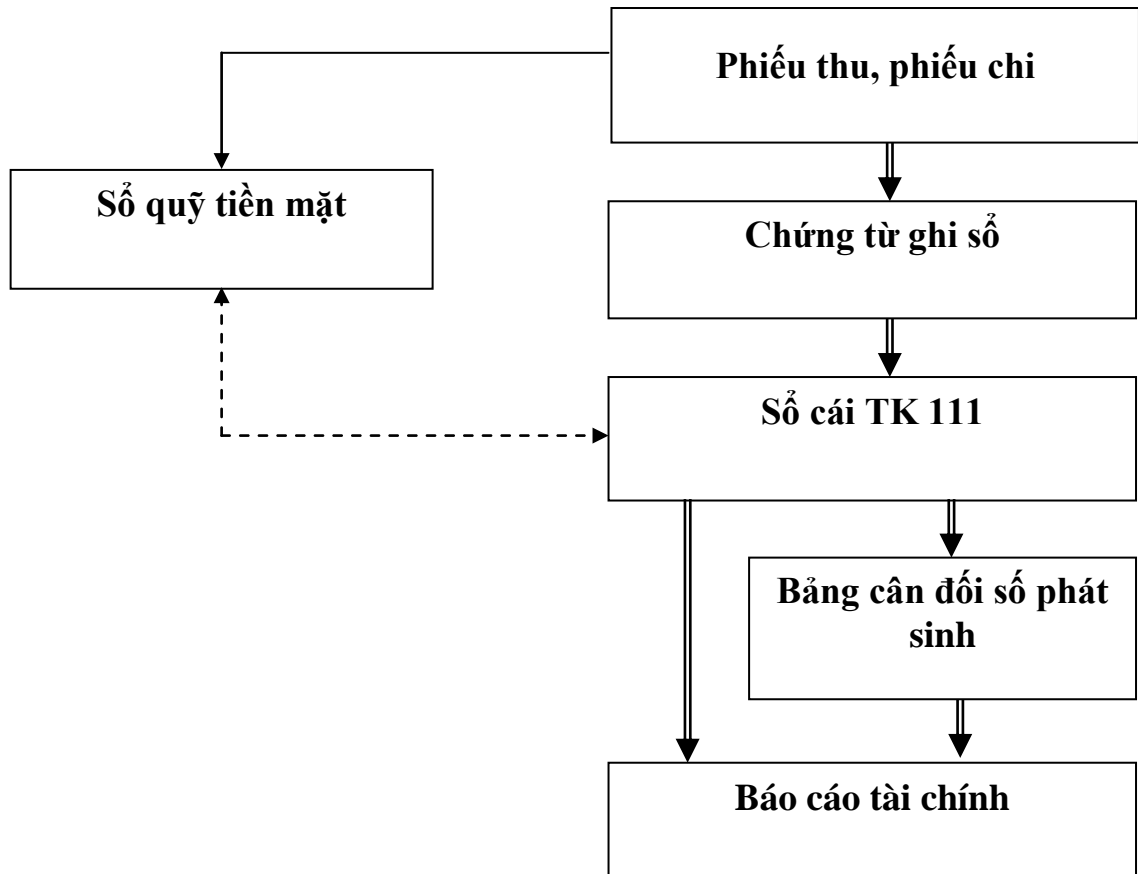 Phiếu thu, phiếu chi
Sổ quỹ tiền mặt
Chứng từ ghi sổ
Sổ cái TK 111
Bảng cân đối số phát
sinh
Báo cáo tài chính